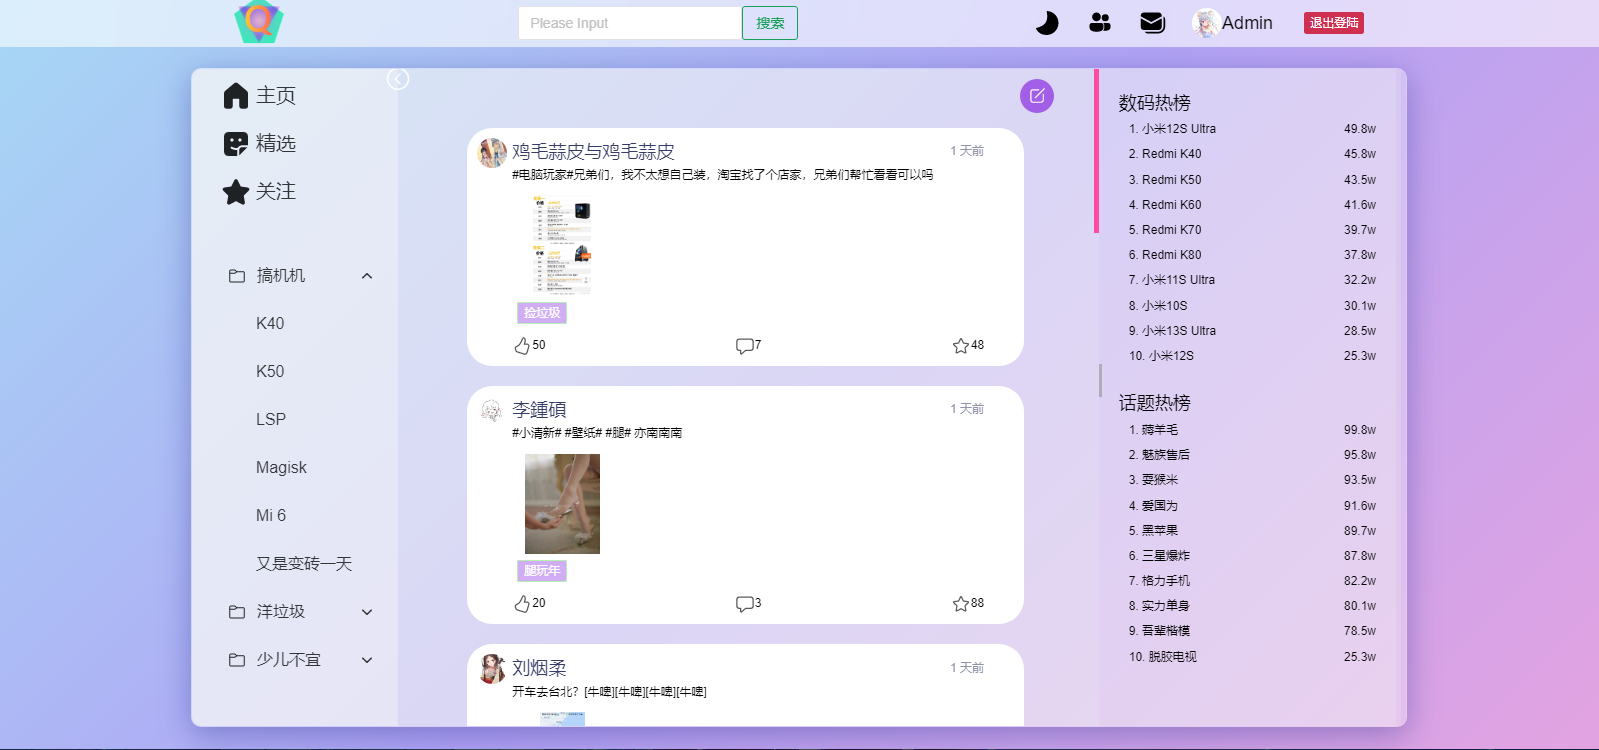 Please Input
搜索
Admin
退出登陆
主页
精选
关注
搞机机
K40
K50
LSP
Magisk
Mi 6
又是变砖一天
洋垃圾
少儿不宜
鸡毛蒜皮与鸡毛蒜皮
1 天前
#电脑玩家#兄弟们，我不太想自己装，淘宝找了个店家，兄弟们帮忙看看可以吗
捡垃圾
50
7
48
李鍾碩
1 天前
#小清新# #壁纸# #腿# 亦南南南
腿玩年
20
3
88
刘烟柔
1 天前
开车去台北？[牛啤][牛啤][牛啤][牛啤]
数码热榜
1. 小米12S Ultra 49.8w
2. Redmi K40 45.8w
3. Redmi K50 43.5w
4. Redmi K60 41.6w
5. Redmi K70 39.7w
6. Redmi K80 37.8w
7. 小米11S Ultra 32.2w
8. 小米10S 30.1w
9. 小米13S Ultra 28.5w
10. 小米12S 25.3w
话题热榜
1. 薅羊毛 99.8w
2. 魅族售后 95.8w
3. 耍猴米 93.5w
4. 爱国为 91.6w
5. 黑苹果 89.7w
6. 三星爆炸 87.8w
7. 格力手机 82.2w
8. 实力单身 80.1w
9. 吾辈楷模 78.5w
10. 脱胶电视 25.3w